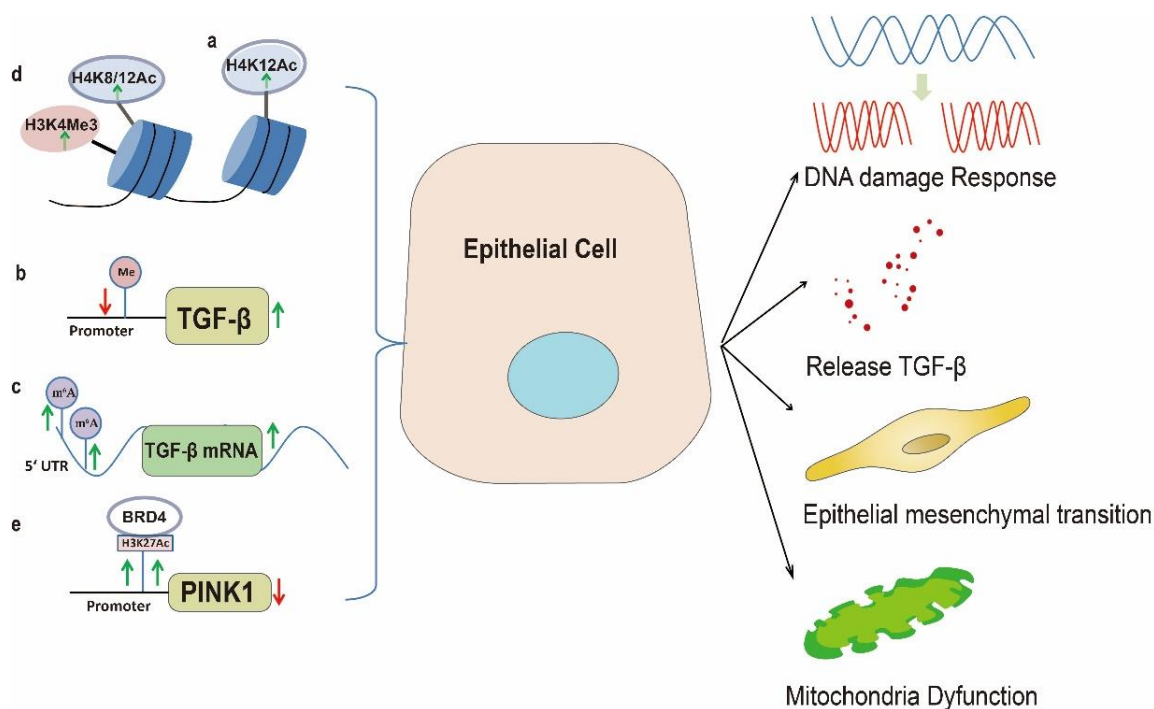 a
d
H4K8/12Ac
H4K12Ac
H3K4Me3
b
Me
Promoter
TGF-β
c
m⁶A
m⁶A
5' UTR
TGF-β mRNA
e
BRD4
H3K27Ac
Promoter
PINK1
Epithelial Cell
DNA damage Response
Release TGF-β
Epithelial mesenchymal transition
Mitochondria Dyfunction